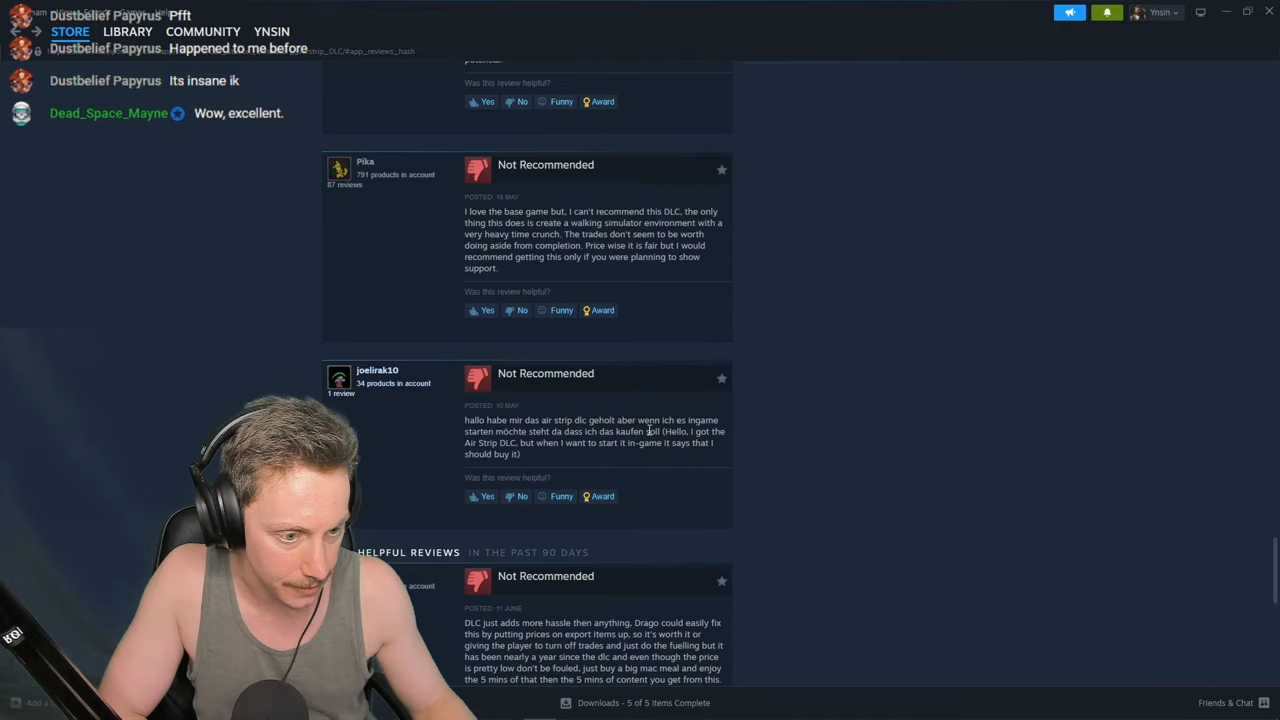 Dustbelief Papyrus Pfft
STORE LIBRARY COMMUNITY YNSIN
Ynsin
Dustbelief Papyrus Happened to me before
strip_DLC/#app_reviews_hash
Dustbelief Papyrus Its insane ik
Dead_Space_Mayne Wow, excellent.
potential.
Was this review helpful?
Yes No Funny Award
Pika
791 products in account
87 reviews
Not Recommended
POSTED: 18 MAY
I love the base game but, I can't recommend this DLC, the only
thing this does is create a walking simulator environment with a
very heavy time crunch. The trades don't seem to be worth
doing aside from completion. Price wise it is fair but I would
recommend getting this only if you were planning to show
support.
Was this review helpful?
Yes No Funny Award
joelirak10
34 products in account
1 review
Not Recommended
POSTED: 10 MAY
hallo habe mir das air strip dlc geholt aber wenn ich es ingame
starten möchte steht da dass ich das kaufen soll (Hello, I got the
Air Strip DLC, but when I want to start it in-game it says that I
should buy it)
Was this review helpful?
Yes No Funny Award
HELPFUL REVIEWS IN THE PAST 90 DAYS
in account
Not Recommended
POSTED: 11 JUNE
DLC just adds more hassle then anything, Drago could easily fix
this by putting prices on export items up, so it's worth it or
giving the player to turn off trades and just do the fuelling but it
has been nearly a year since the dlc and even though the price
is pretty low don't be fouled, just buy a big mac meal and enjoy
the 5 mins of that then the 5 mins of content you get from this.
Add a
Downloads - 5 of 5 Items Complete
Friends & Chat